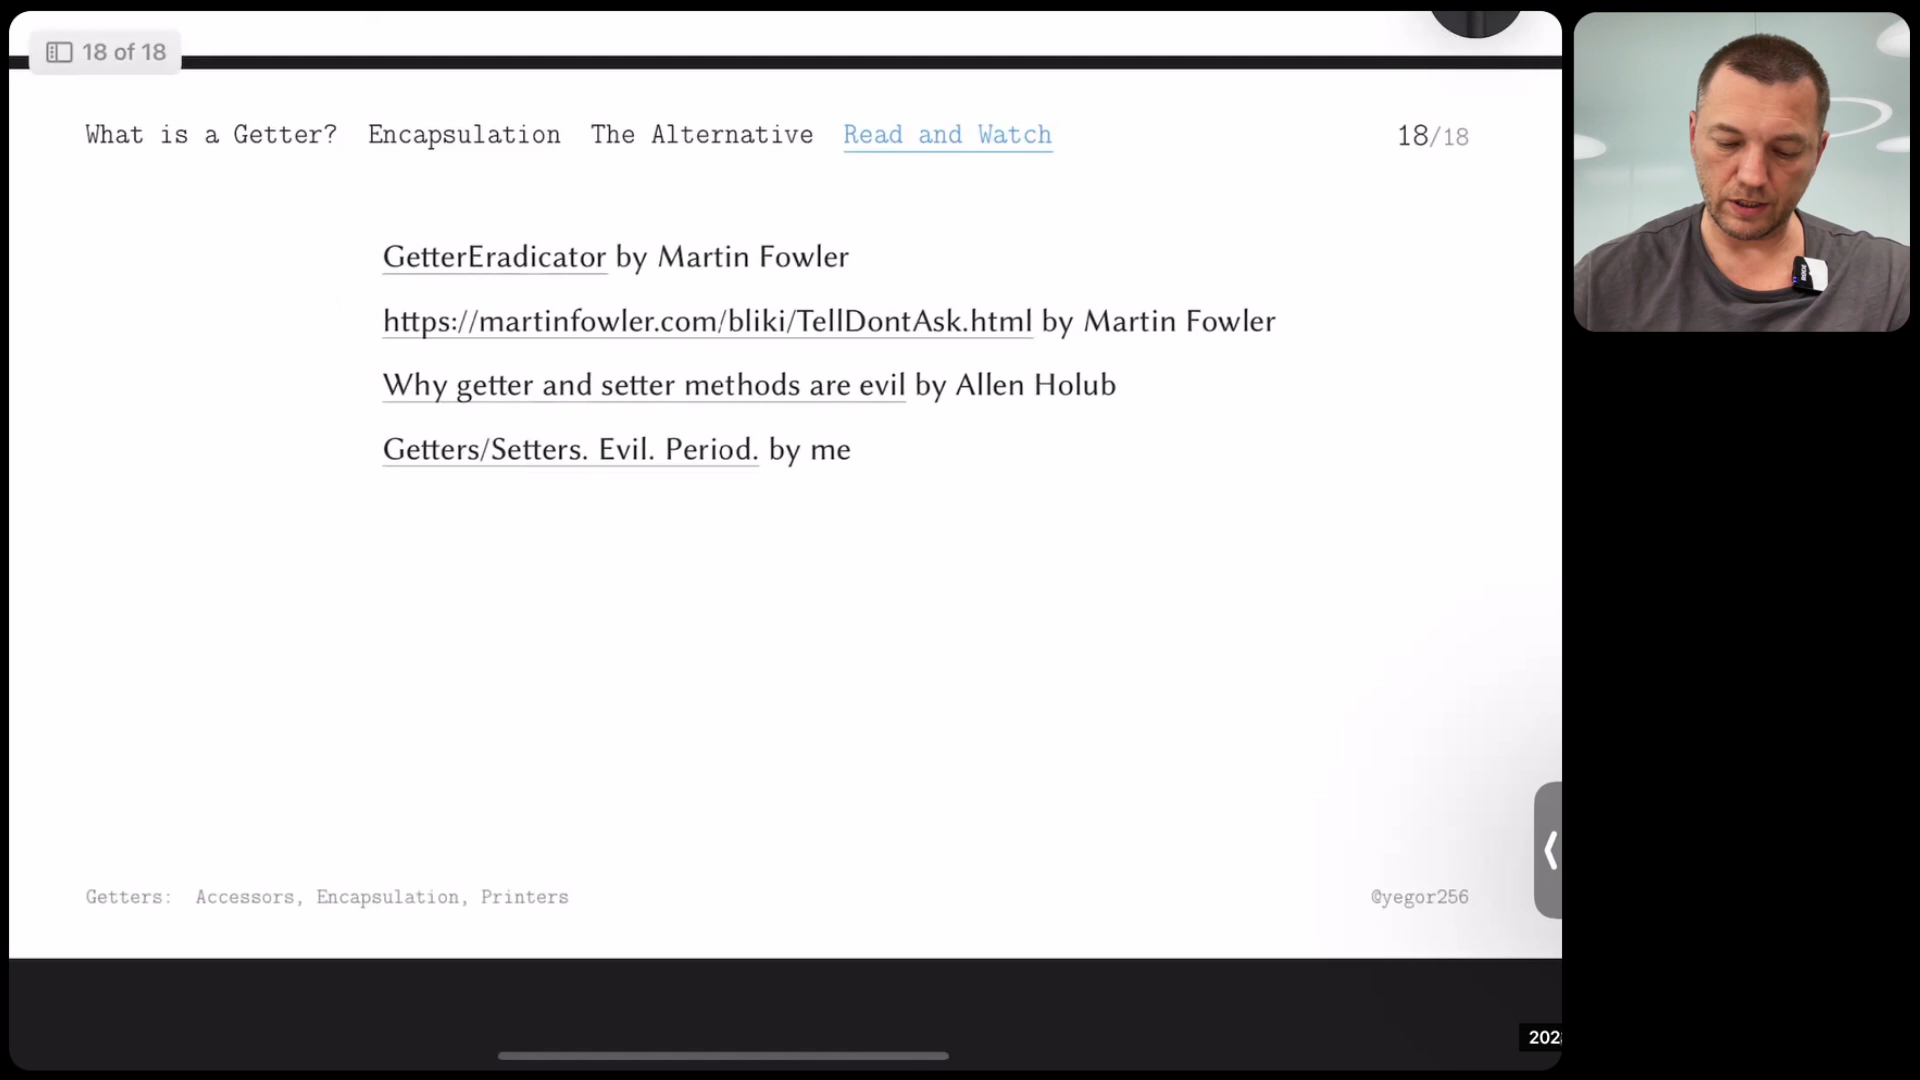 18 of 18
What is a Getter? Encapsulation The Alternative Read and Watch 18/18
GetterEradicator by Martin Fowler
https://martinfowler.com/bliki/TellDontAsk.html by Martin Fowler
Why getter and setter methods are evil by Allen Holub
Getters/Setters. Evil. Period. by me
Getters: Accessors, Encapsulation, Printers @yegor256